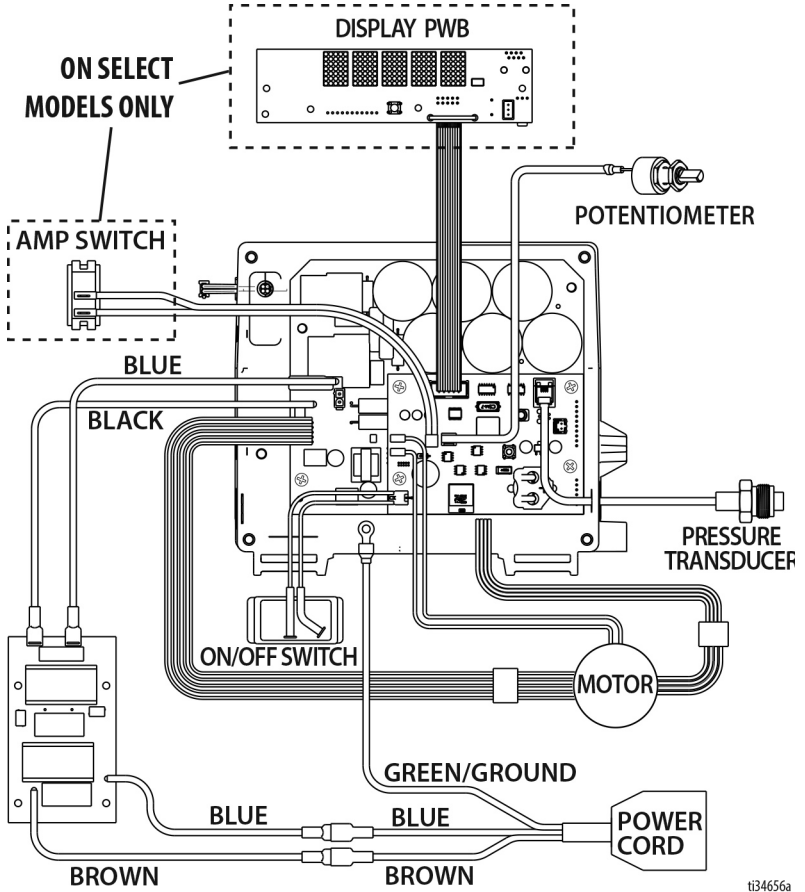 DISPLAY PWB
ON SELECT
MODELS ONLY
POTENTIOMETER
AMP SWITCH
BLUE
BLACK
PRESSURE
TRANSDUCER
ON/OFF SWITCH
MOTOR
GREEN/GROUND
BLUE
BLUE
POWER
CORD
BROWN
BROWN
ti34656a